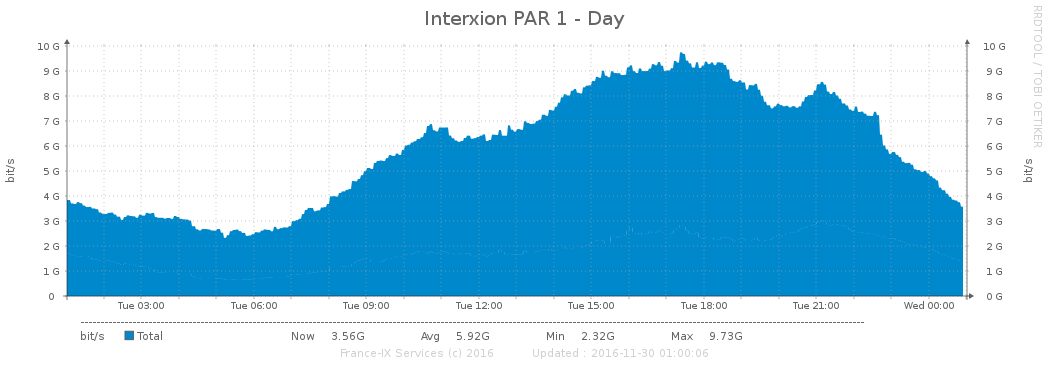 Interxion PAR 1 - Day
RRDTOOL / TOBI OETIKER
10 G 10 G
9 G 9 G
8 G 8 G
7 G 7 G
6 G 6 G
5 G 5 G
4 G 4 G
3 G 3 G
2 G 2 G
1 G 1 G
0 0 G
bit/s
bit/s
Tue 03:00 Tue 06:00 Tue 09:00 Tue 12:00 Tue 15:00 Tue 18:00 Tue 21:00 Wed 00:00
bit/s Total Now 3.56G Avg 5.92G Min 2.32G Max 9.73G
France-IX Services (c) 2016 Updated : 2016-11-30 01:00:06